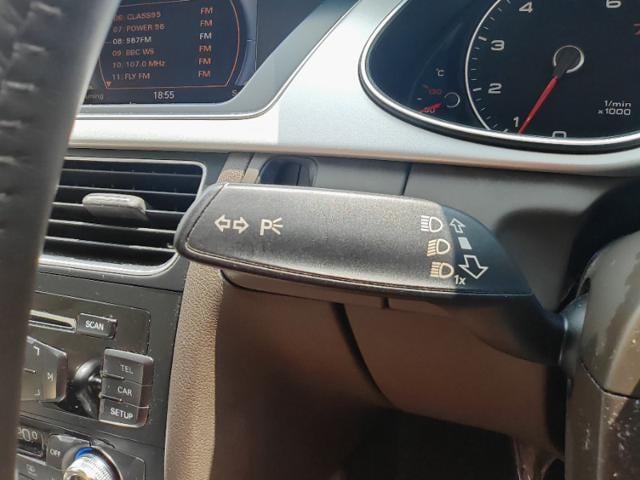 06: CLASS95 FM
07: POWER 98 FM
08: 987FM FM
09: BBC WS FM
10: 107.0 MHz FM
11: FLY FM FM
18:55
°C
130
90
1
2
3
4
5
6
7
0
1/min
x 1000
P
1x
SCAN
TEL
CAR
SETUP
OFF